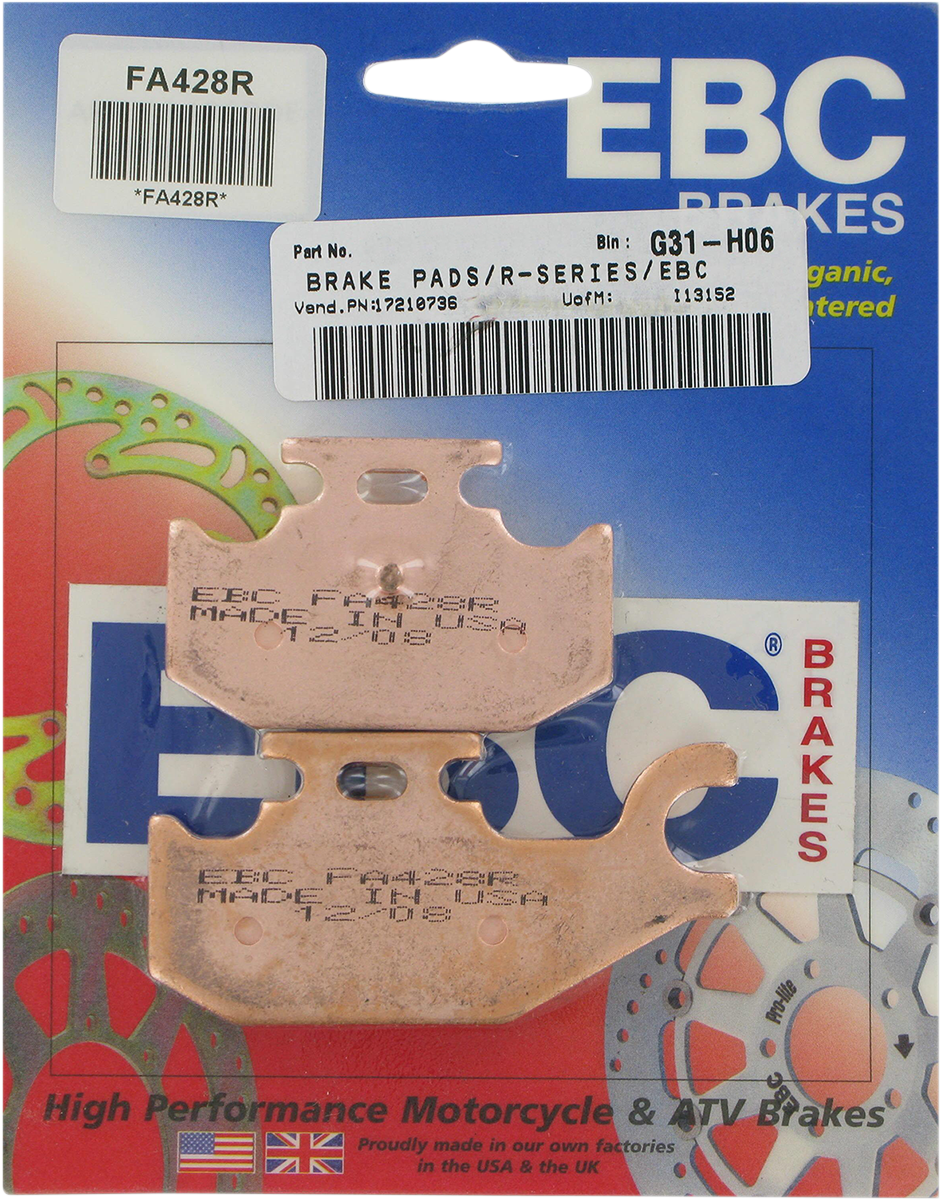 FA428R
*FA428R*
EBC
BRAKES
Part No.
Bin: G31-H06
BRAKE PADS/R-SERIES/EBC
Vend.PN:17210736 UofM: I13152
EBC FA428R
MADE IN USA
12/08
®
BRAKES
EBC FA428R
MADE IN USA
12/08
Pro-lite
EBC
High Performance Motorcycle & ATV Brakes
Proudly made in our own factories
in the USA & the UK